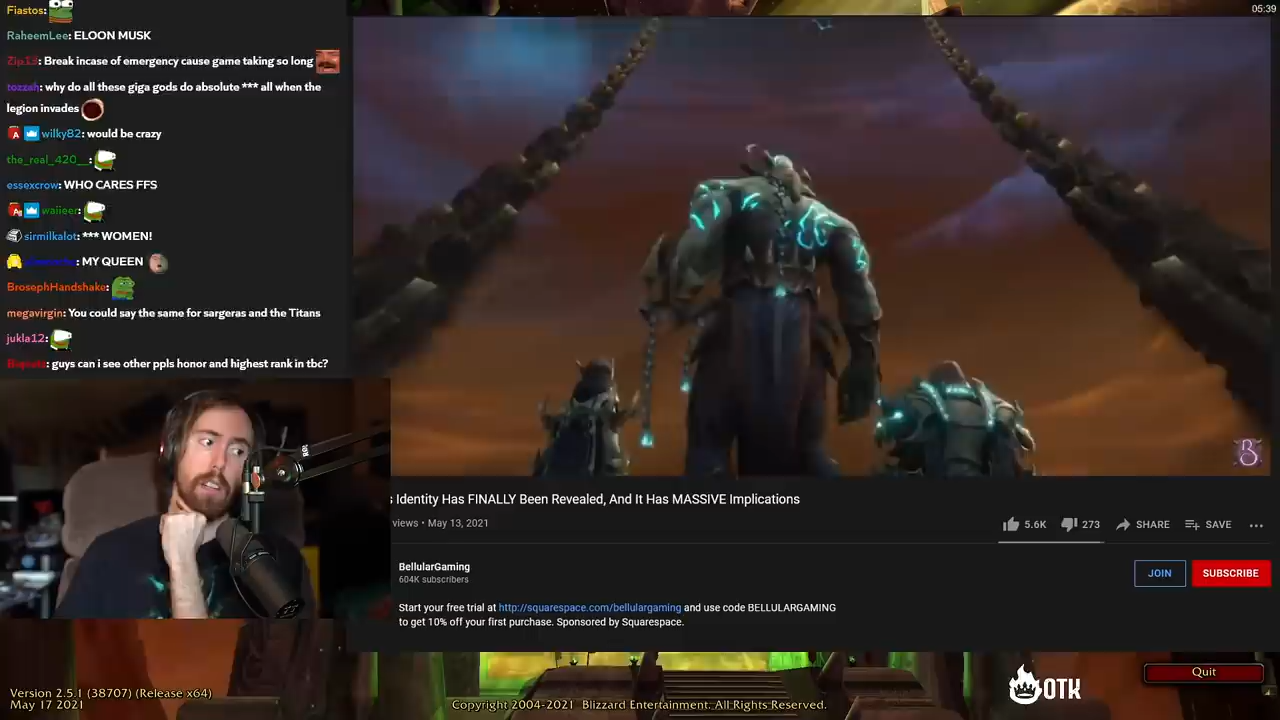 Fiastos:
05:39
RaheemLee: ELOON MUSK
Zip13: Break incase of emergency cause game taking so long
tozzah: why do all these giga gods do absolute *** all when the
legion invades
wilky82: would be crazy
the_real_420__:
essexcrow: WHO CARES FFS
waiieer:
sirmilkalot: *** WOMEN!
: MY QUEEN
BrosephHandshake:
megavirgin: You could say the same for sargeras and the Titans
jukla12:
: guys can i see other ppls honor and highest rank in tbc?
s Identity Has FINALLY Been Revealed, And It Has MASSIVE Implications
views • May 13, 2021
5.6K
273
SHARE
SAVE
BellularGaming
604K subscribers
JOIN
SUBSCRIBE
Start your free trial at http://squarespace.com/bellulargaming and use code BELLULARGAMING
to get 10% off your first purchase. Sponsored by Squarespace.
OTK
Quit
Version 2.5.1 (38707) (Release x64)
May 17 2021
Copyright 2004-2021 Blizzard Entertainment. All Rights Reserved.